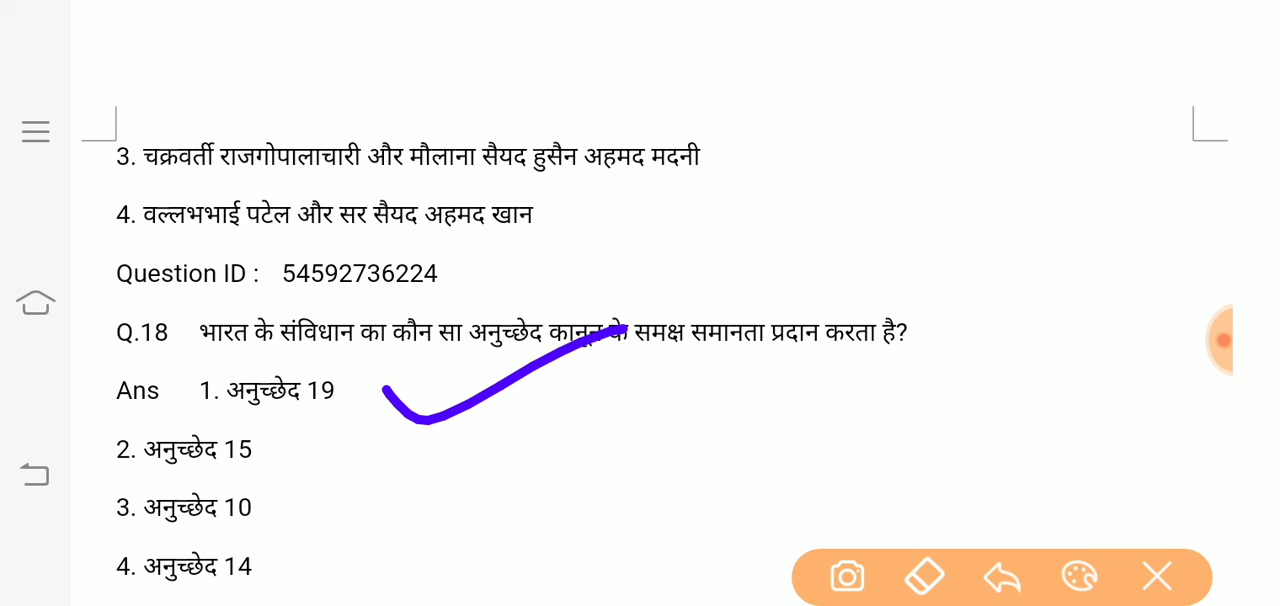 3. चक्रवर्ती राजगोपालाचारी और मौलाना सैयद हुसैन अहमद मदनी
4. वल्लभभाई पटेल और सर सैयद अहमद खान
Question ID : 54592736224
Q.18 भारत के संविधान का कौन सा अनुच्छेद कानून के समक्ष समानता प्रदान करता है?
Ans 1. अनुच्छेद 19
2. अनुच्छेद 15
3. अनुच्छेद 10
4. अनुच्छेद 14